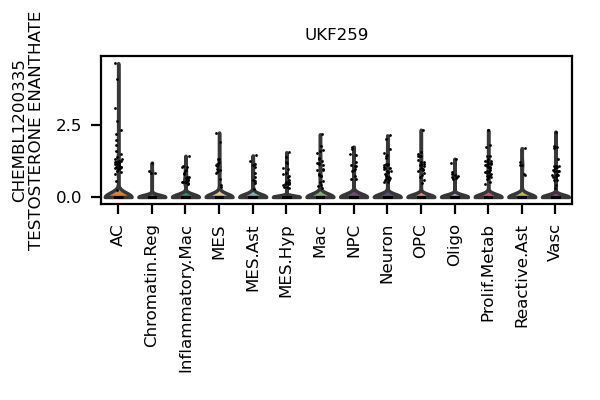 UKF259
CHEMBL1200335
TESTOSTERONE ENANTHATE
2.5
0.0
AC
Chromatin.Reg
Inflammatory.Mac
MES
MES.Ast
MES.Hyp
Mac
NPC
Neuron
OPC
Oligo
Prolif.Metab
Reactive.Ast
Vasc